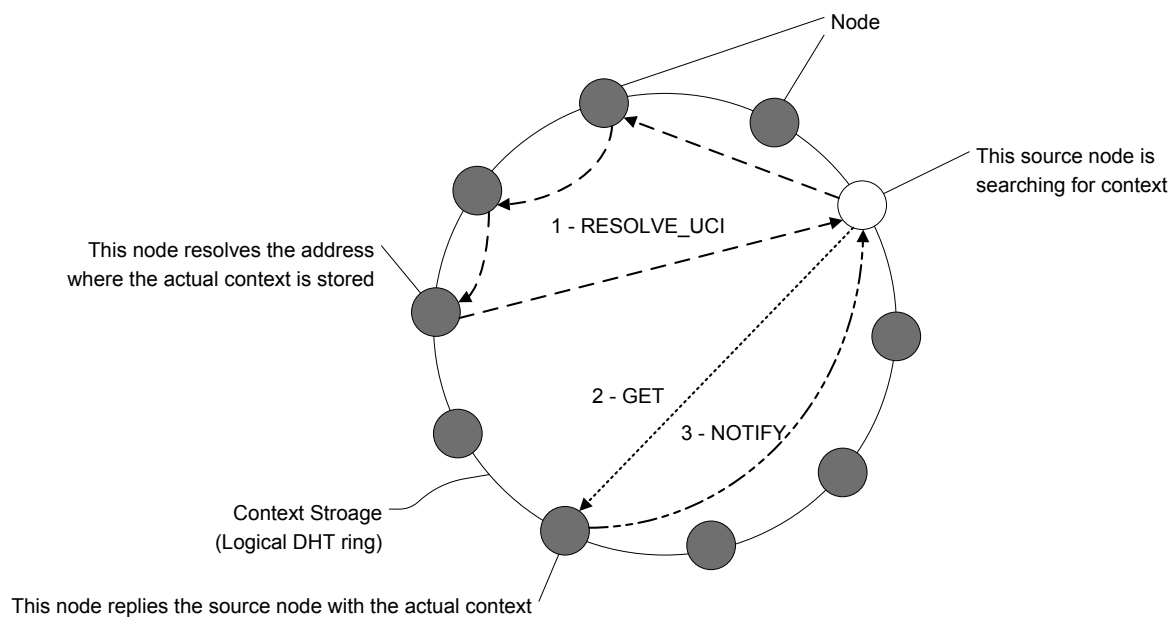 Node
This source node is
searching for context
1 - RESOLVE_UCI
This node resolves the address
where the actual context is stored
2 - GET
3 - NOTIFY
Context Stroage
(Logical DHT ring)
This node replies the source node with the actual context